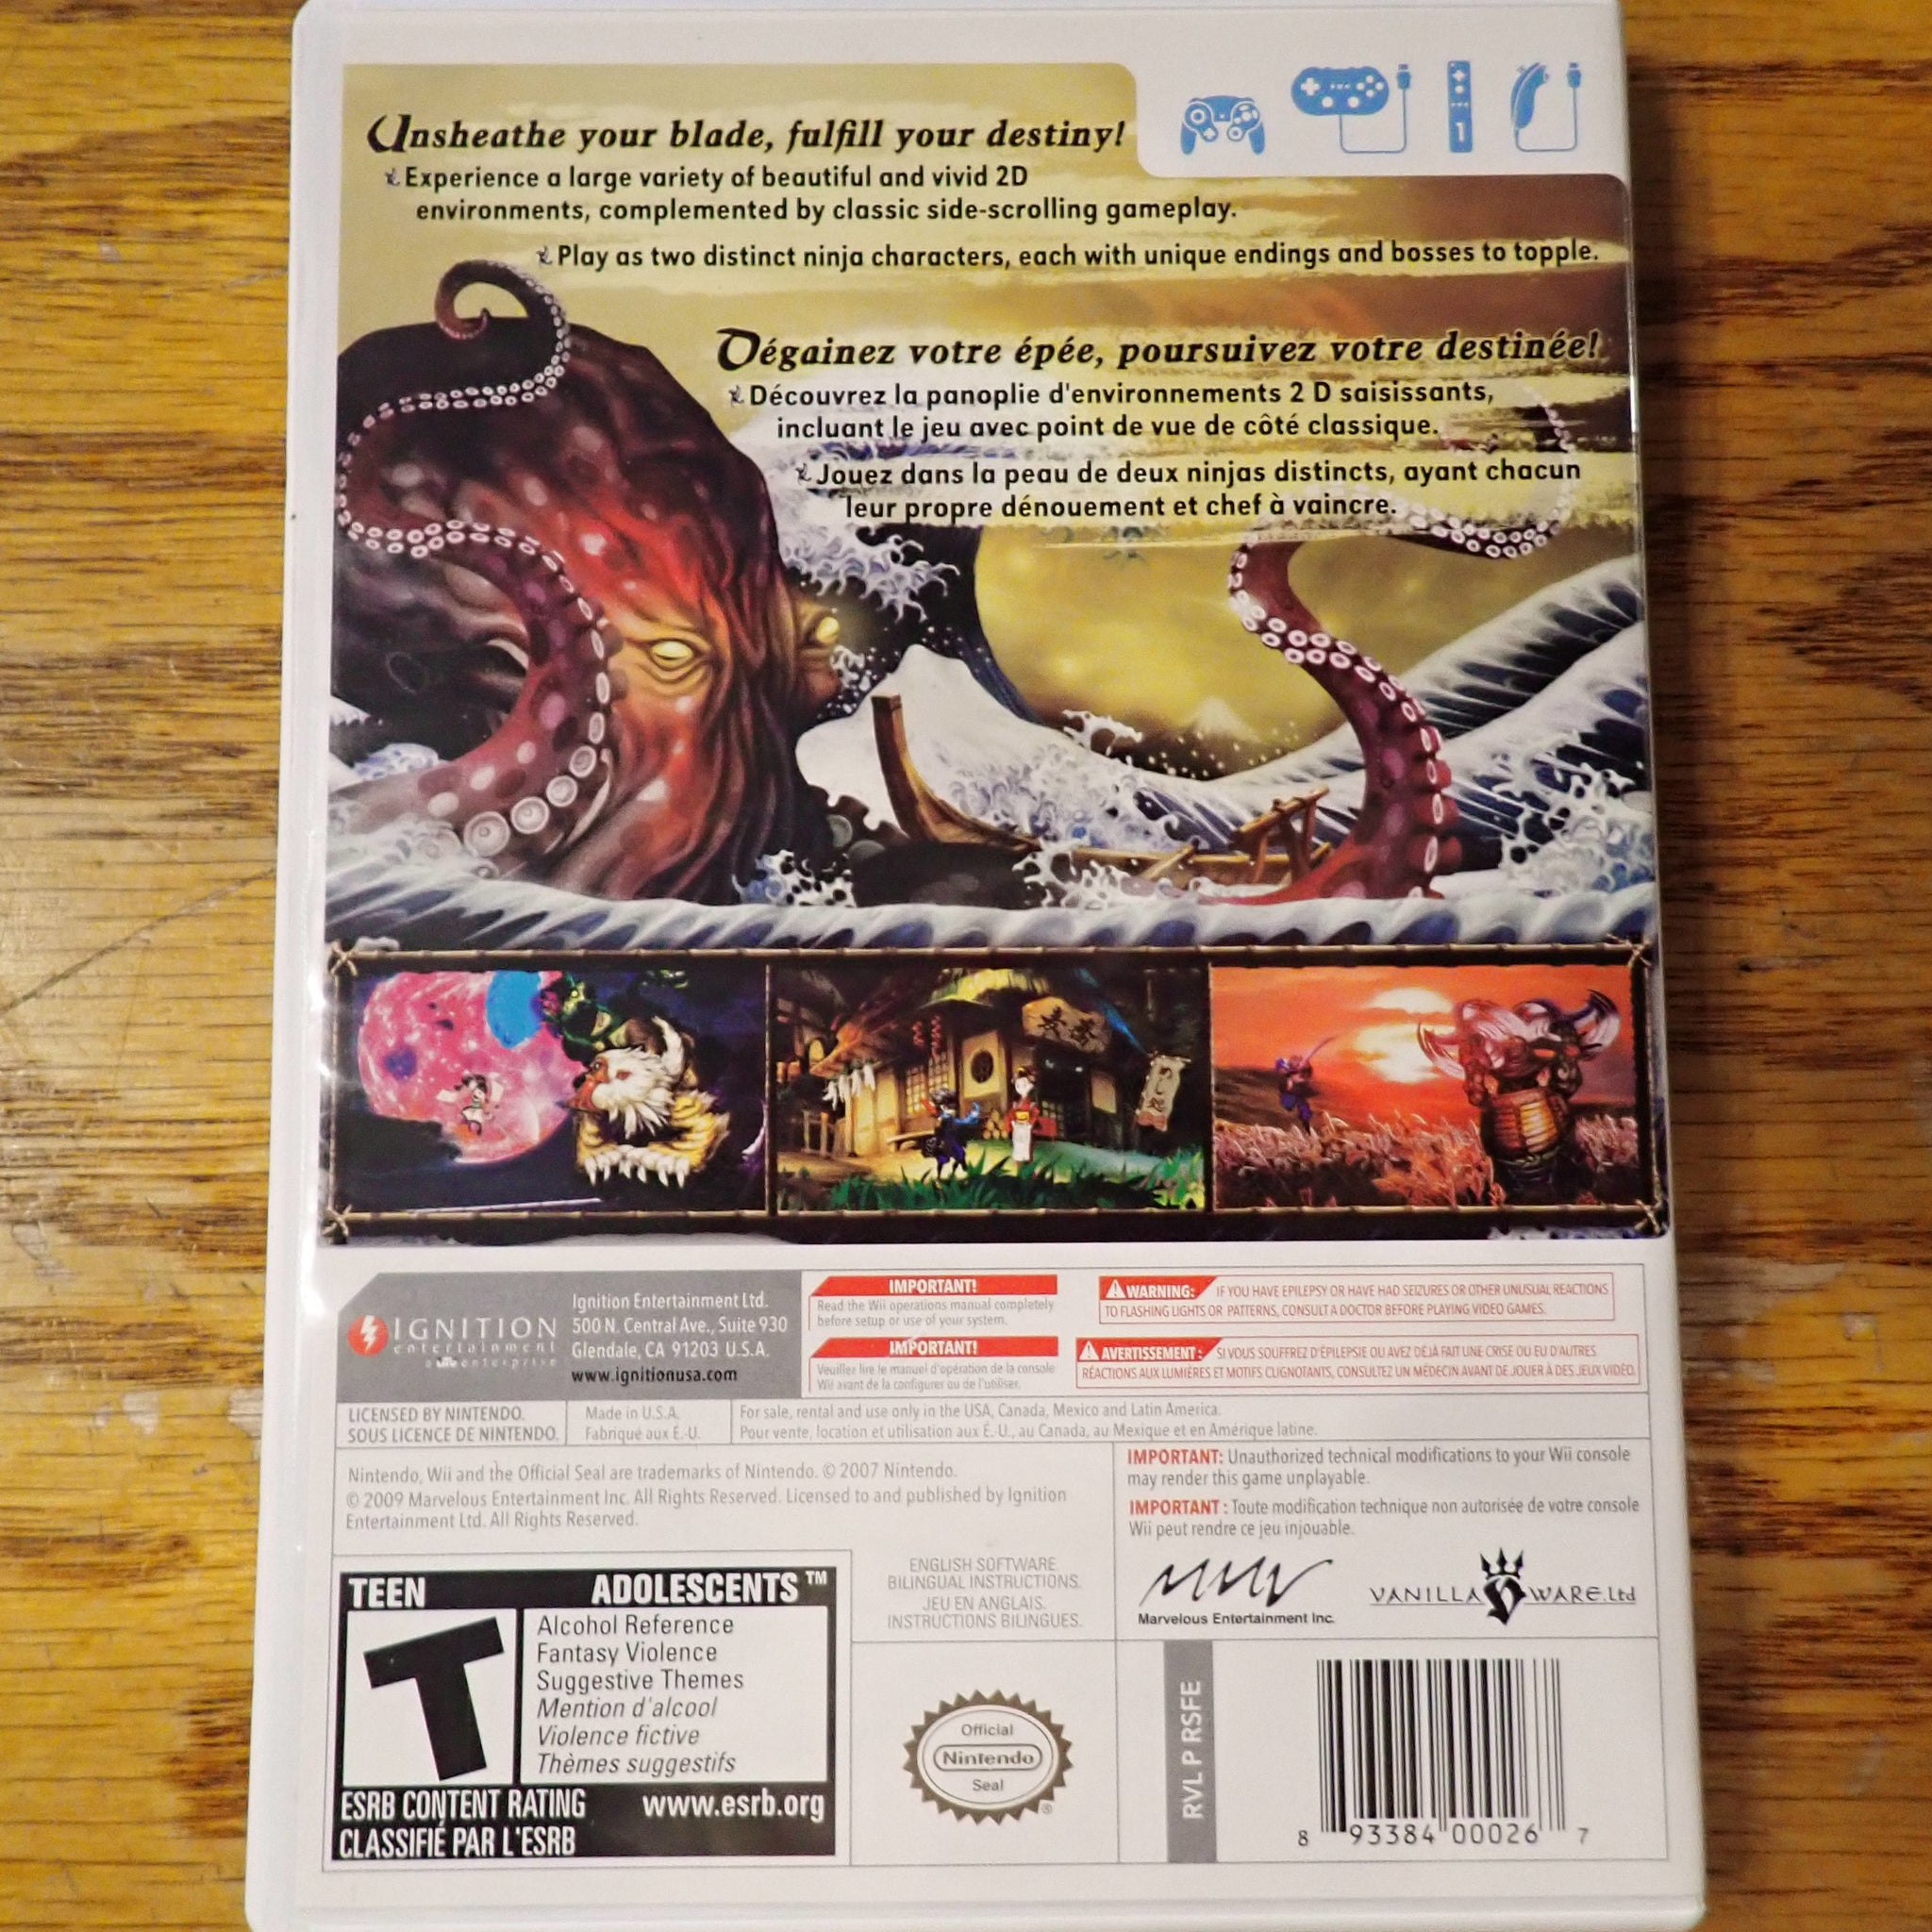 1
Unsheathe your blade, fulfill your destiny!
Experience a large variety of beautiful and vivid 2D
environments, complemented by classic side-scrolling gameplay.
Play as two distinct ninja characters, each with unique endings and bosses to topple.
Dégainez votre épée, poursuivez votre destinée!
Découvrez la panoplie d'environnements 2 D saisissants,
incluant le jeu avec point de vue de côté classique.
Jouez dans la peau de deux ninjas distincts, ayant chacun
leur propre dénouement et chef à vaincre.
IGNITION
entertainment
a enterprise
Ignition Entertainment Ltd.
500 N. Central Ave., Suite 930
Glendale, CA 91203 U.S.A.
www.ignitionusa.com
IMPORTANT!
Read the Wii operations manual completely
before setup or use of your system.
IMPORTANT!
Veuillez lire le manuel d'opération de la console
Wii avant de la configurer ou de l'utiliser.
WARNING: IF YOU HAVE EPILEPSY OR HAVE HAD SEIZURES OR OTHER UNUSUAL REACTIONS
TO FLASHING LIGHTS OR PATTERNS, CONSULT A DOCTOR BEFORE PLAYING VIDEO GAMES.
AVERTISSEMENT: SI VOUS SOUFFREZ D'ÉPILEPSIE OU AVEZ DÉJÀ FAIT UNE CRISE OU EU D'AUTRES
RÉACTIONS AUX LUMIÈRES ET MOTIFS CLIGNOTANTS, CONSULTEZ UN MÉDECIN AVANT DE JOUER À DES JEUX VIDÉO.
LICENSED BY NINTENDO.
SOUS LICENCE DE NINTENDO.
Made in U.S.A.
Fabriqué aux É.-U.
For sale, rental and use only in the USA, Canada, Mexico and Latin America.
Pour vente, location et utilisation aux É.-U., au Canada, au Mexique et en Amérique latine.
Nintendo, Wii and the Official Seal are trademarks of Nintendo. © 2007 Nintendo.
© 2009 Marvelous Entertainment Inc. All Rights Reserved. Licensed to and published by Ignition
Entertainment Ltd. All Rights Reserved.
IMPORTANT: Unauthorized technical modifications to your Wii console
may render this game unplayable.
IMPORTANT : Toute modification technique non autorisée de votre console
Wii peut rendre ce jeu injouable.
TEEN ADOLESCENTS ™
T
Alcohol Reference
Fantasy Violence
Suggestive Themes
Mention d'alcool
Violence fictive
Thèmes suggestifs
ESRB CONTENT RATING www.esrb.org
CLASSIFIÉ PAR L'ESRB
ENGLISH SOFTWARE.
BILINGUAL INSTRUCTIONS.
JEU EN ANGLAIS.
INSTRUCTIONS BILINGUES.
Marvelous Entertainment Inc.
VANILLAWARE.Ltd
Official
Nintendo
Seal
®
RVL P RSFE
8 93384 00026 7